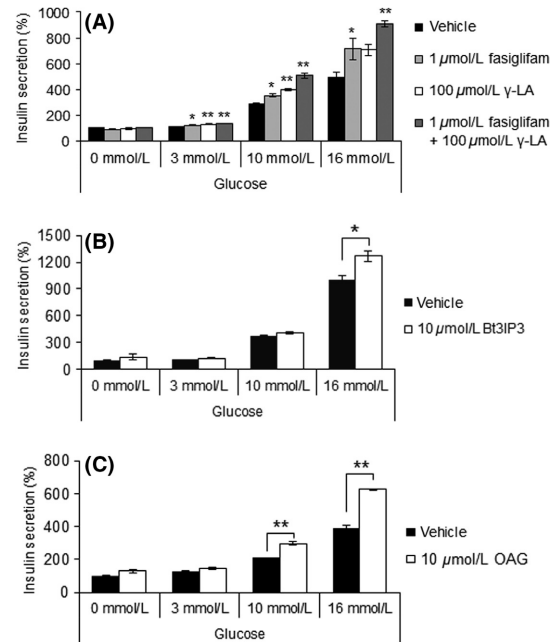 (A)
Insulin secretion (%)
1000
800
600
400
200
0
* ** **
* ** **
* **
0 mmol/L 3 mmol/L 10 mmol/L 16 mmol/L
Glucose
Vehicle
1 µmol/L fasiglifam
100 µmol/L γ-LA
1 µmol/L fasiglifam
+ 100 µmol/L γ-LA
(B)
Insulin secretion (%)
1500
1200
900
600
300
0
*
0 mmol/L 3 mmol/L 10 mmol/L 16 mmol/L
Glucose
Vehicle
10 µmol/L Bt3IP3
(C)
Insulin secretion (%)
800
600
400
200
0
**
**
0 mmol/L 3 mmol/L 10 mmol/L 16 mmol/L
Glucose
Vehicle
10 µmol/L OAG